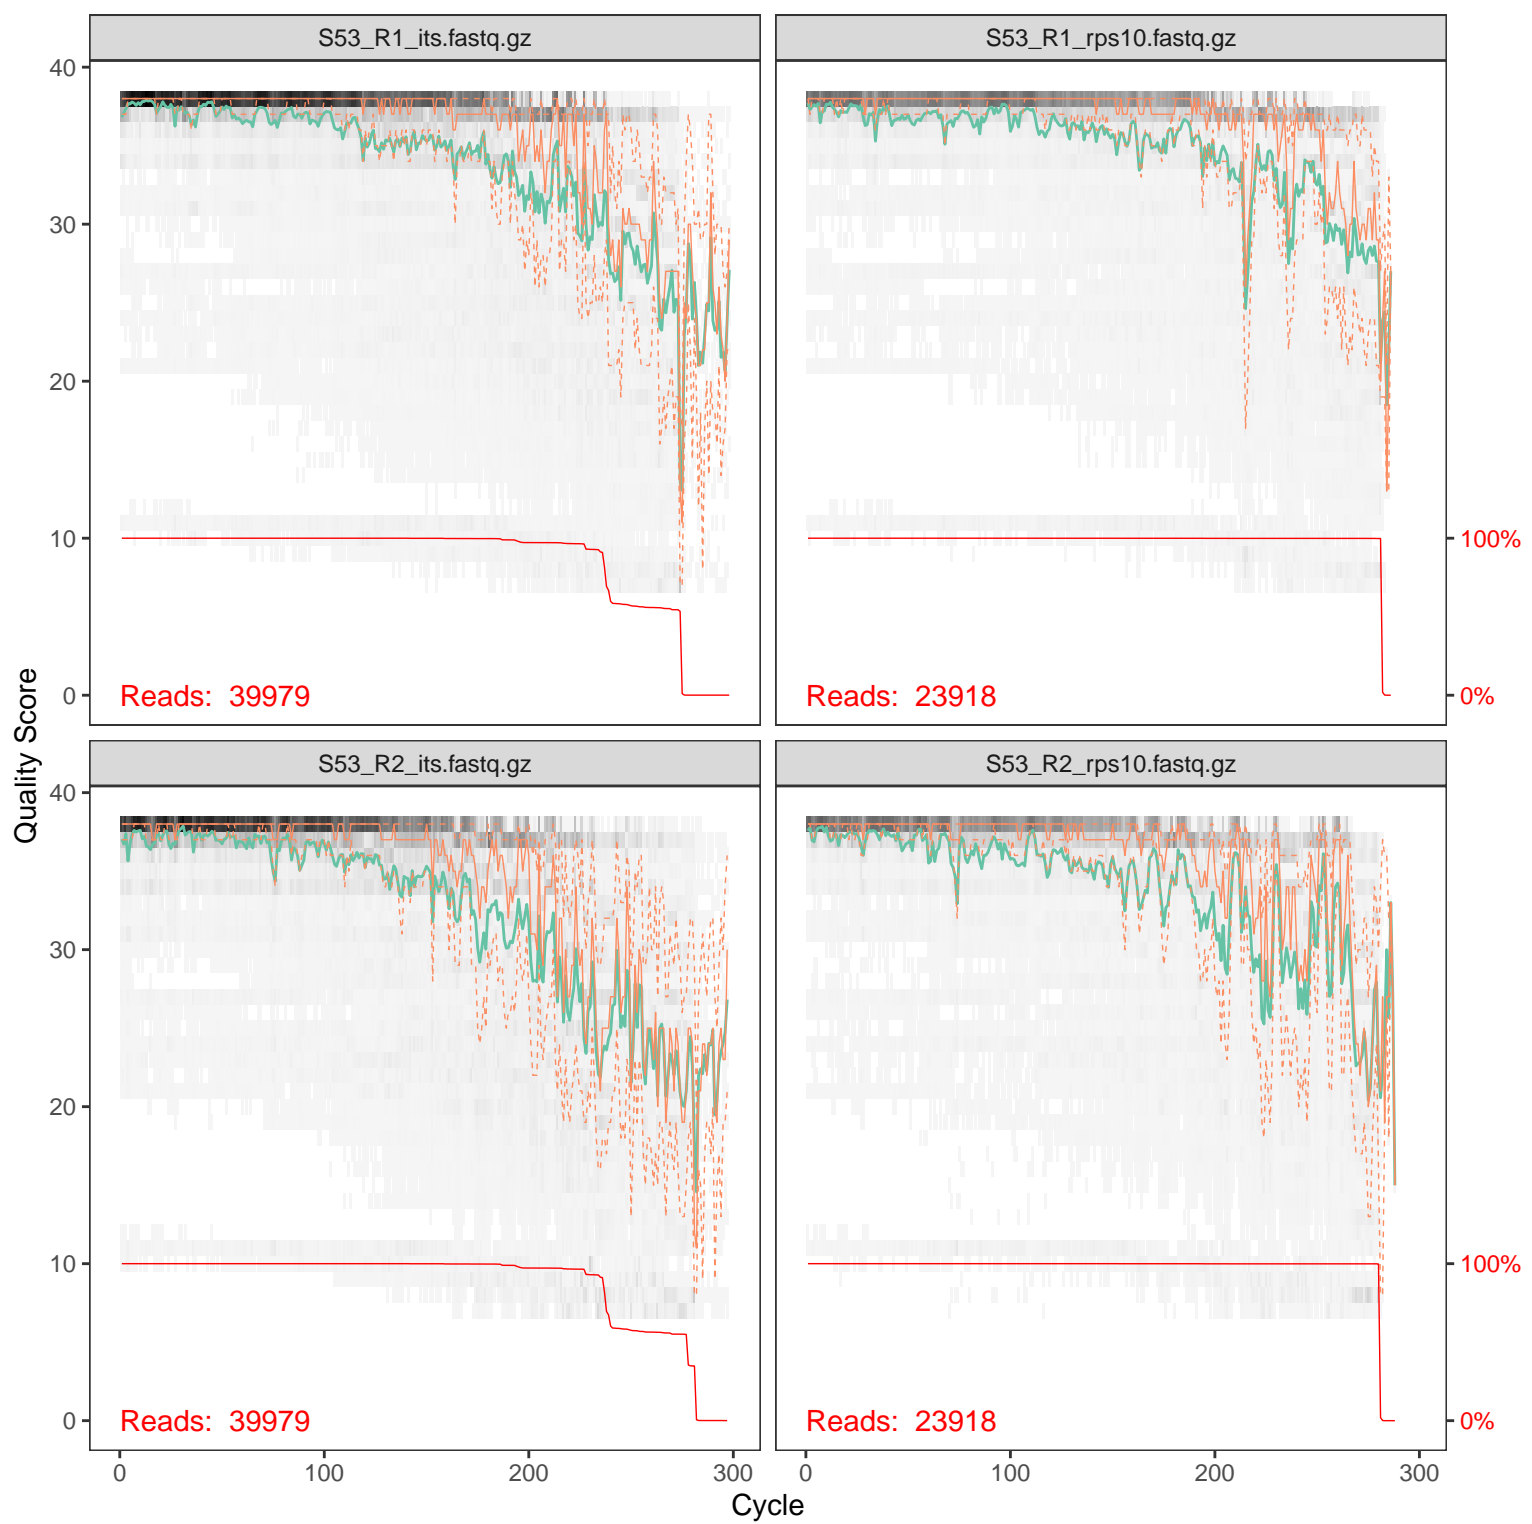 S53_R1_its.fastq.gz
S53_R1_rps10.fastq.gz
40
30
20
10
0
100%
0%
Reads: 39979
Reads: 23918
Quality Score
S53_R2_its.fastq.gz
S53_R2_rps10.fastq.gz
40
30
20
10
0
100%
0%
Reads: 39979
Reads: 23918
0 100 200 300
0 100 200 300
Cycle